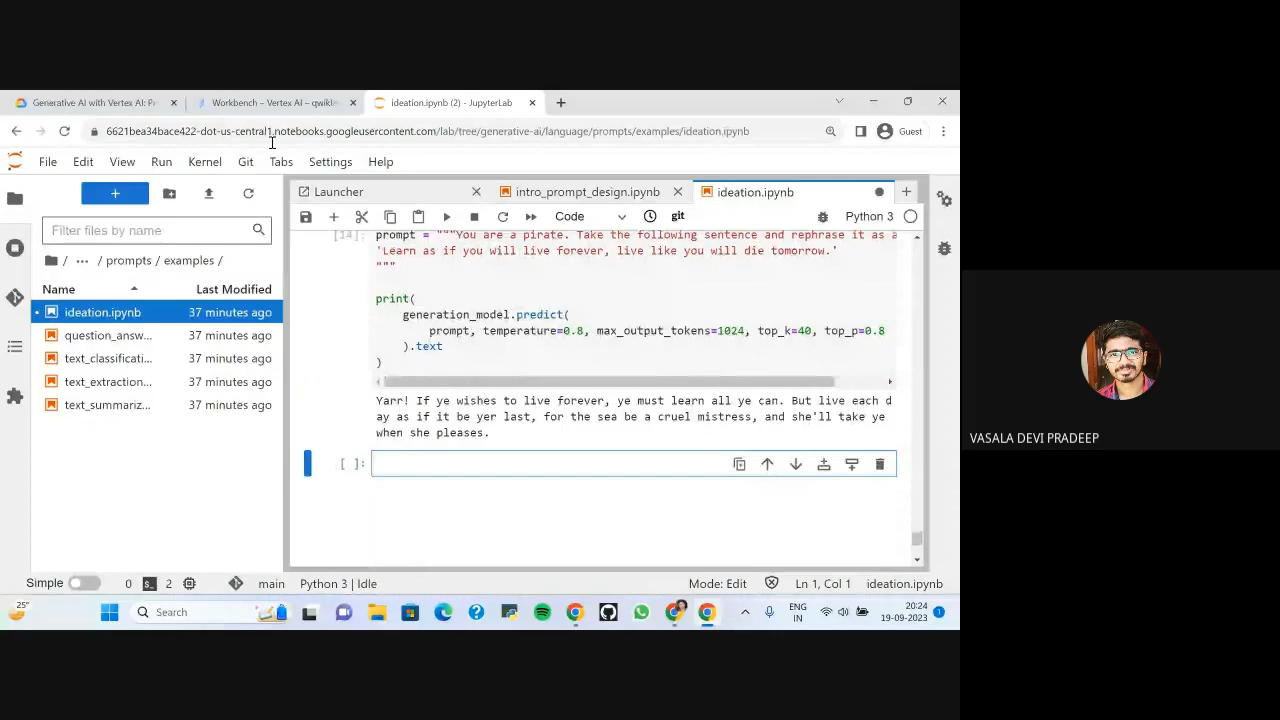 Generative AI with Vertex AI: Pr
Workbench – Vertex AI – qwikla
ideation.ipynb (2) - JupyterLab
6621bea34bace422-dot-us-central1.notebooks.googleusercontent.com/lab/tree/generative-ai/language/prompts/examples/ideation.ipynb
Guest
File Edit View Run Kernel Git Tabs Settings Help
Launcher
intro_prompt_design.ipynb
ideation.ipynb
Filter files by name
Code
git
Python 3
/ ··· / prompts / examples /
Name Last Modified
ideation.ipynb 37 minutes ago
question_answ... 37 minutes ago
text_classificati... 37 minutes ago
text_extraction... 37 minutes ago
text_summariz... 37 minutes ago
[14]: prompt = """You are a pirate. Take the following sentence and rephrase it as a
'Learn as if you will live forever, live like you will die tomorrow.'
"""
print(
generation_model.predict(
prompt, temperature=0.8, max_output_tokens=1024, top_k=40, top_p=0.8
).text
)
Yarr! If ye wishes to live forever, ye must learn all ye can. But live each d
ay as if it be yer last, for the sea be a cruel mistress, and she'll take ye
when she pleases.
[ ]:
VASALA DEVI PRADEEP
Simple 0 2 main Python 3 | Idle Mode: Edit Ln 1, Col 1 ideation.ipynb
25°
Search
ENG
IN
20:24
19-09-2023
1